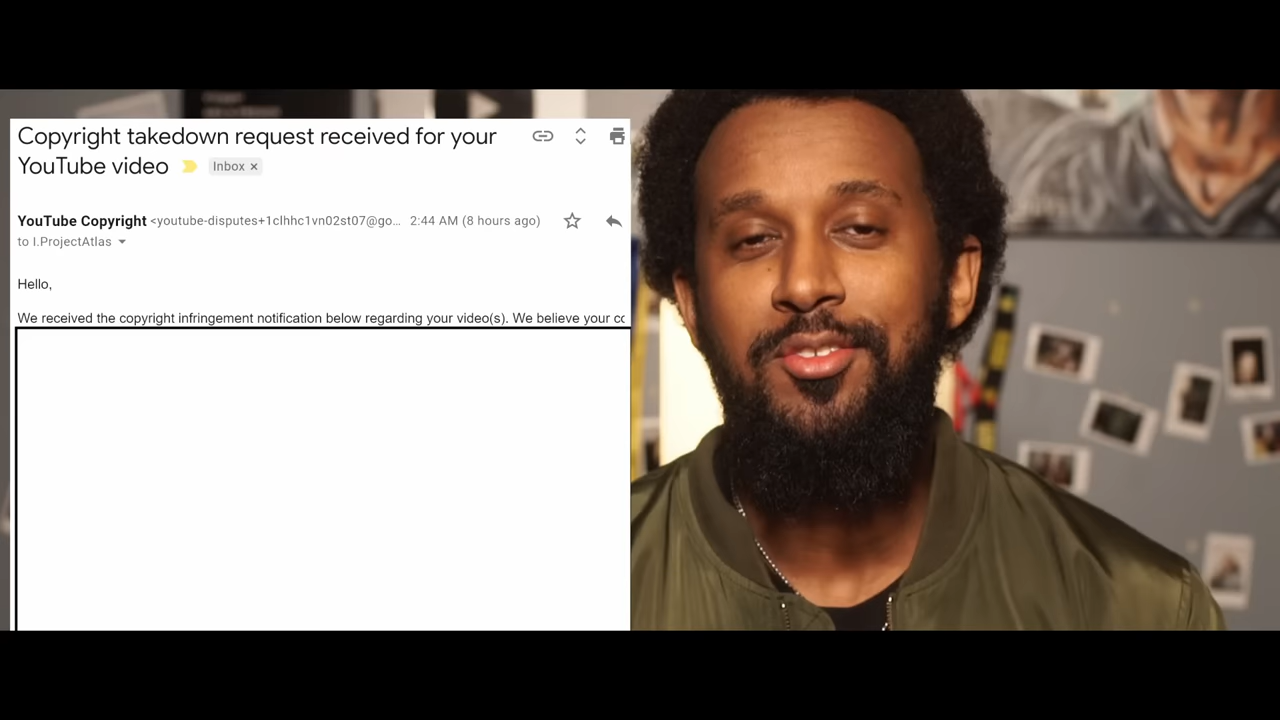 Copyright takedown request received for your
YouTube video
Inbox ×
YouTube Copyright <youtube-disputes+1clhhc1vn02st07@go... 2:44 AM (8 hours ago)
to I.ProjectAtlas
Hello,
We received the copyright infringement notification below regarding your video(s). We believe your cc